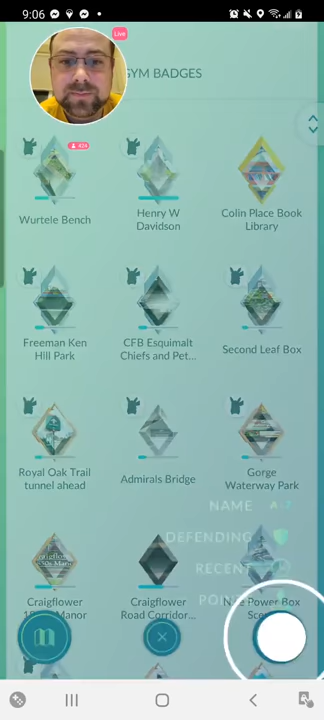 9:06
Live
GYM BADGES
424
Wurtele Bench
Henry W
Davidson
Colin Place Book
Library
Freeman Ken
Hill Park
CFB Esquimalt
Chiefs and Pet...
Second Leaf Box
Royal Oak Trail
tunnel ahead
Admirals Bridge
Gorge
Waterway Park
NAME
DEFENDING
RECENT
Craigflower
Manor
Craigflower
Road Corridor...
Power Box